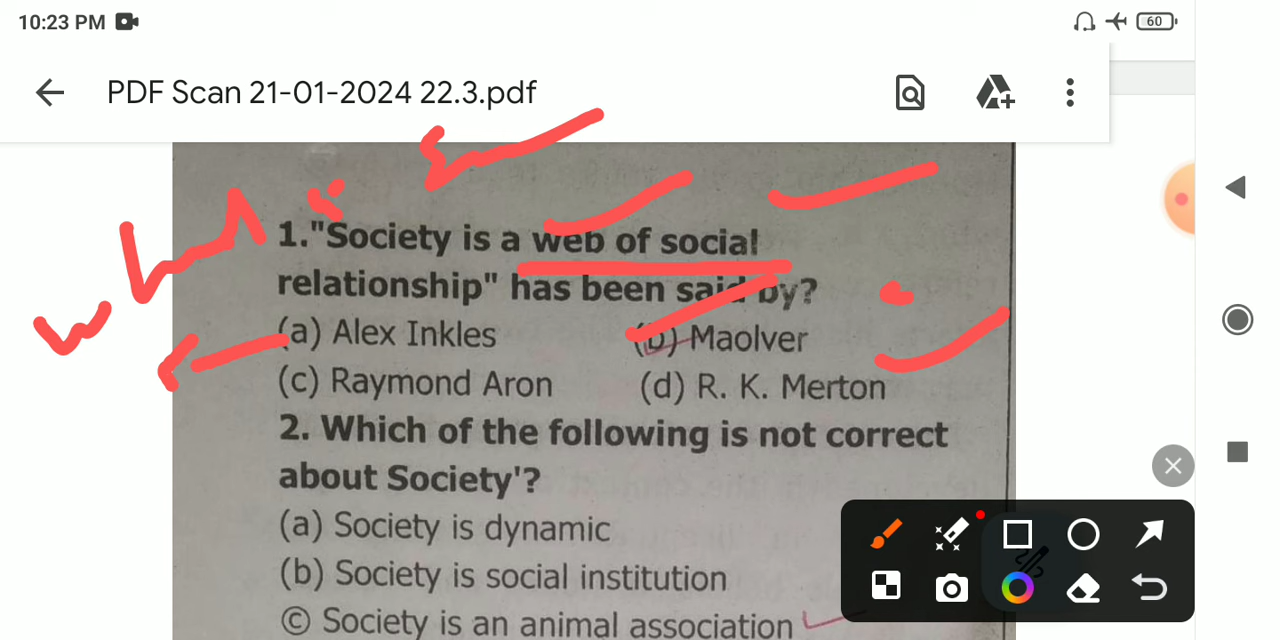 10:23 PM
60
PDF Scan 21-01-2024 22.3.pdf
1."Society is a web of social
relationship" has been said by?
(a) Alex Inkles (b) Maolver
(c) Raymond Aron (d) R. K. Merton
2. Which of the following is not correct
about Society'?
(a) Society is dynamic
(b) Society is social institution
© Society is an animal association